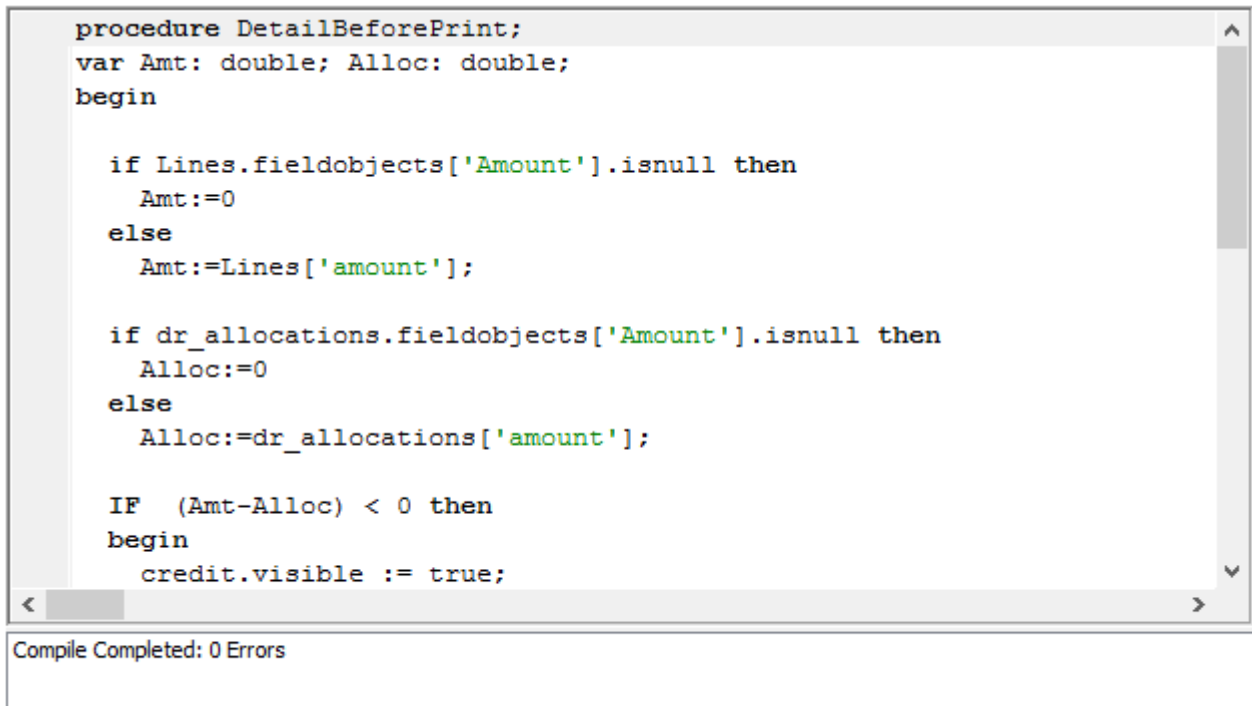 procedure DetailBeforePrint;
var Amt: double; Alloc: double;
begin
if Lines.fieldobjects['Amount'].isnull then
Amt:=0
else
Amt:=Lines['amount'];
if dr_allocations.fieldobjects['Amount'].isnull then
Alloc:=0
else
Alloc:=dr_allocations['amount'];
IF  (Amt-Alloc) < 0 then
begin
credit.visible := true;
Compile Completed: 0 Errors